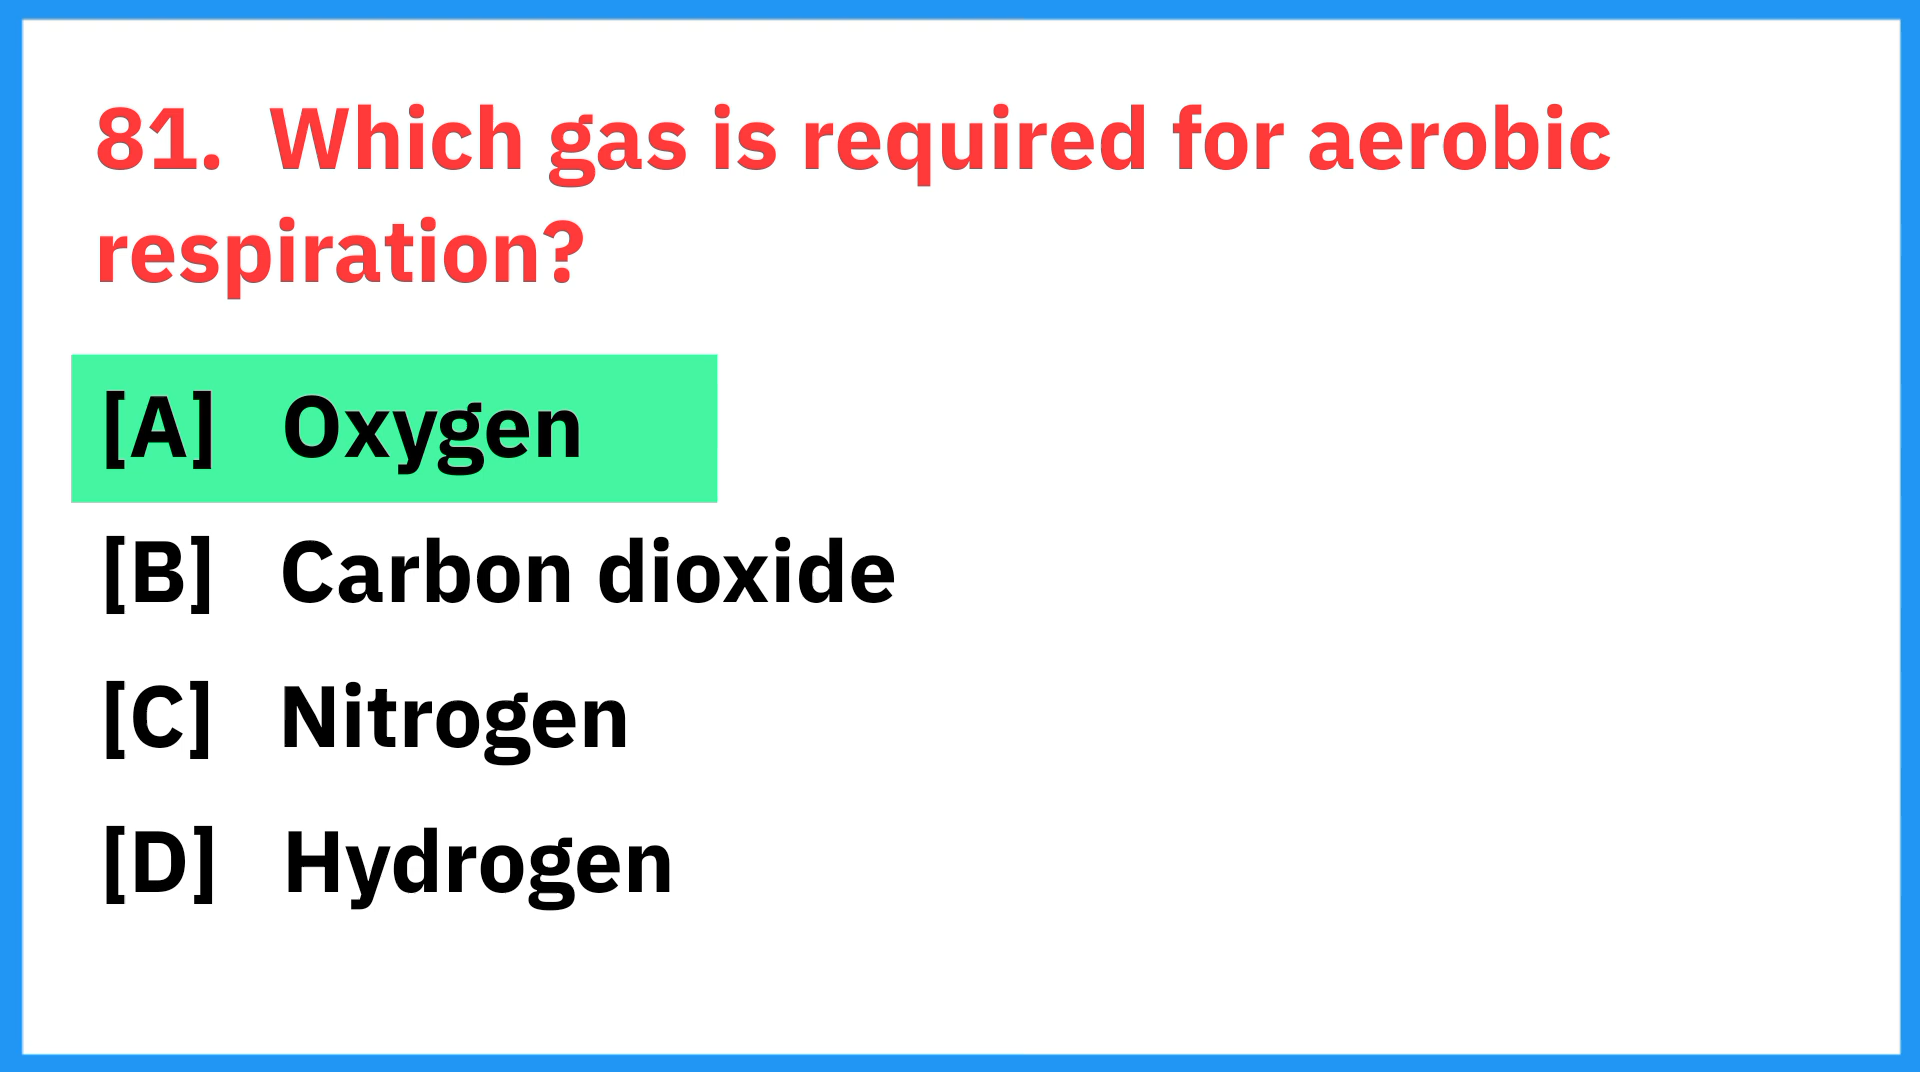 81. Which gas is required for aerobic
respiration?
[A] Oxygen
[B] Carbon dioxide
[C] Nitrogen
[D] Hydrogen